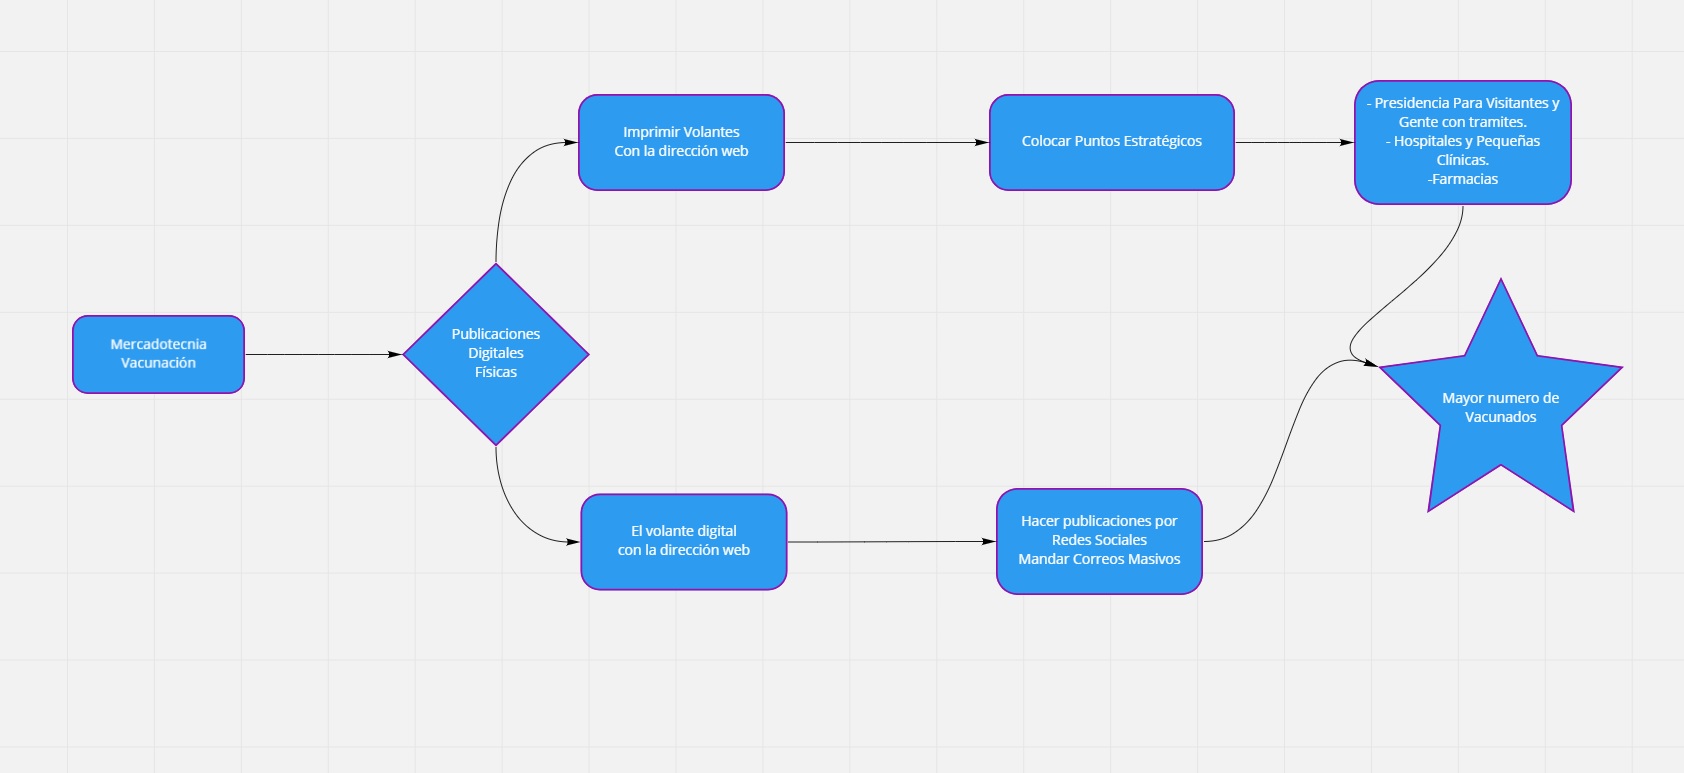 Mercadotecnia
Vacunación
Publicaciones
Digitales
Físicas
Imprimir Volantes
Con la dirección web
Colocar Puntos Estratégicos
- Presidencia Para Visitantes y
Gente con tramites.
- Hospitales y Pequeñas
Clínicas.
-Farmacias
El volante digital
con la dirección web
Hacer publicaciones por
Redes Sociales
Mandar Correos Masivos
Mayor numero de
Vacunados